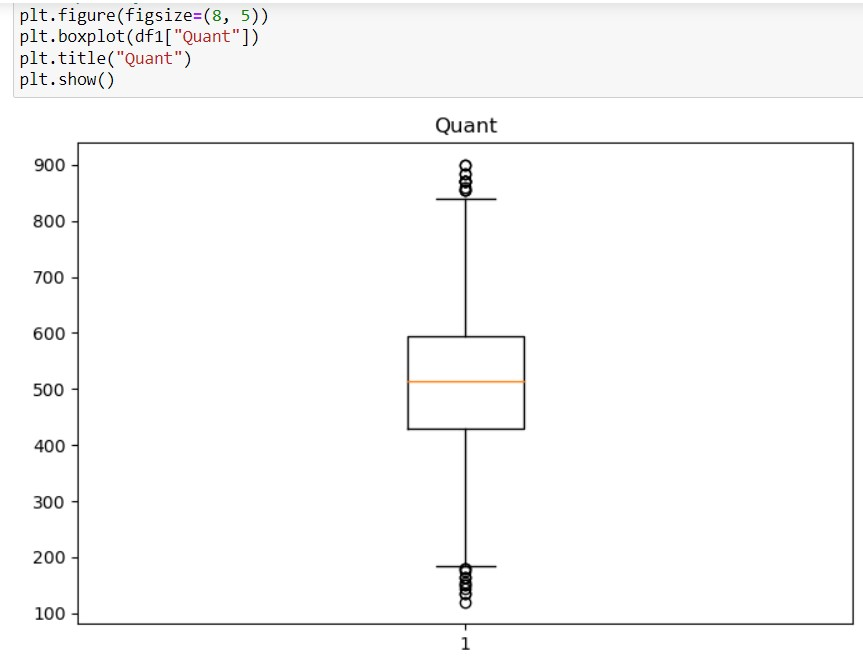 plt.figure(figsize=(8, 5))
plt.boxplot(df1["Quant"])
plt.title("Quant")
plt.show()
Quant
900
800
700
600
500
400
300
200
100
1